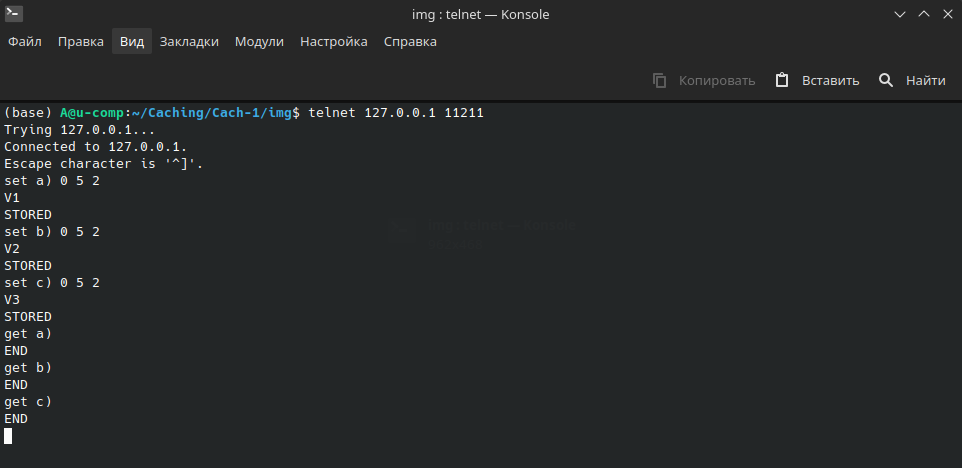 img : telnet — Konsole
Файл Правка Вид Закладки Модули Настройка Справка
Копировать Вставить Найти
(base) A@u-comp:~/Caching/Cach-1/img$ telnet 127.0.0.1 11211
Trying 127.0.0.1...
Connected to 127.0.0.1.
Escape character is '^]'.
set a) 0 5 2
V1
STORED
set b) 0 5 2
V2
STORED
set c) 0 5 2
V3
STORED
get a)
END
get b)
END
get c)
END